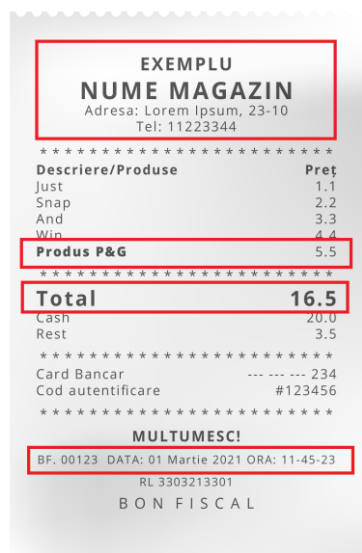 EXEMPLU
NUME MAGAZIN
Adresa: Lorem Ipsum, 23-10
Tel: 11223344
* * * * * * * * * * * * * * * * * * * * * * * *
Descriere/Produse Preț
Just 1.1
Snap 2.2
And 3.3
Win 4.4
Produs P&G 5.5
* * * * * * * * * * * * * * * * * * * * * * * *
Total 16.5
Cash 20.0
Rest 3.5
* * * * * * * * * * * * * * * * * * * * * * * *
Card Bancar --- --- --- 234
Cod autentificare #123456
* * * * * * * * * * * * * * * * * * * * * * * *
MULTUMESC!
BF. 00123 DATA: 01 Martie 2021 ORA: 11-45-23
RL 3303213301
BON FISCAL